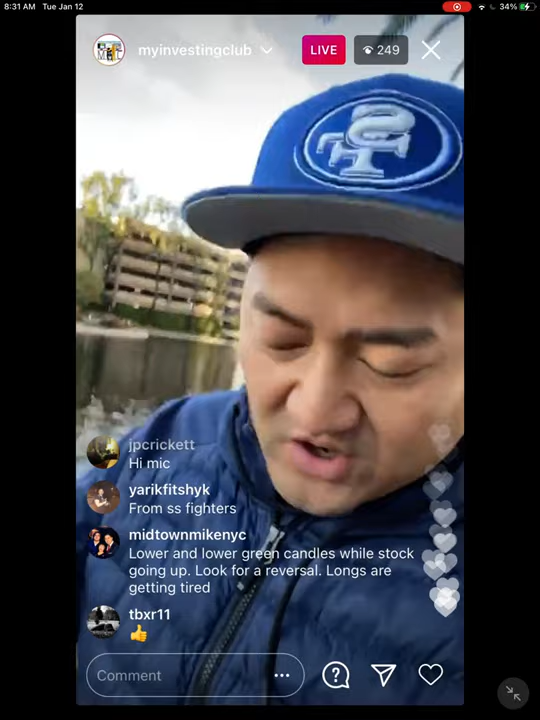 8:31 AM Tue Jan 12
34%
myinvestingclub
LIVE
249
SF
jpcrickett
Hi mic
yarikfitshyk
From ss fighters
midtownmikenyc
Lower and lower green candles while stock
going up. Look for a reversal. Longs are
getting tired
tbxr11
👍
Comment